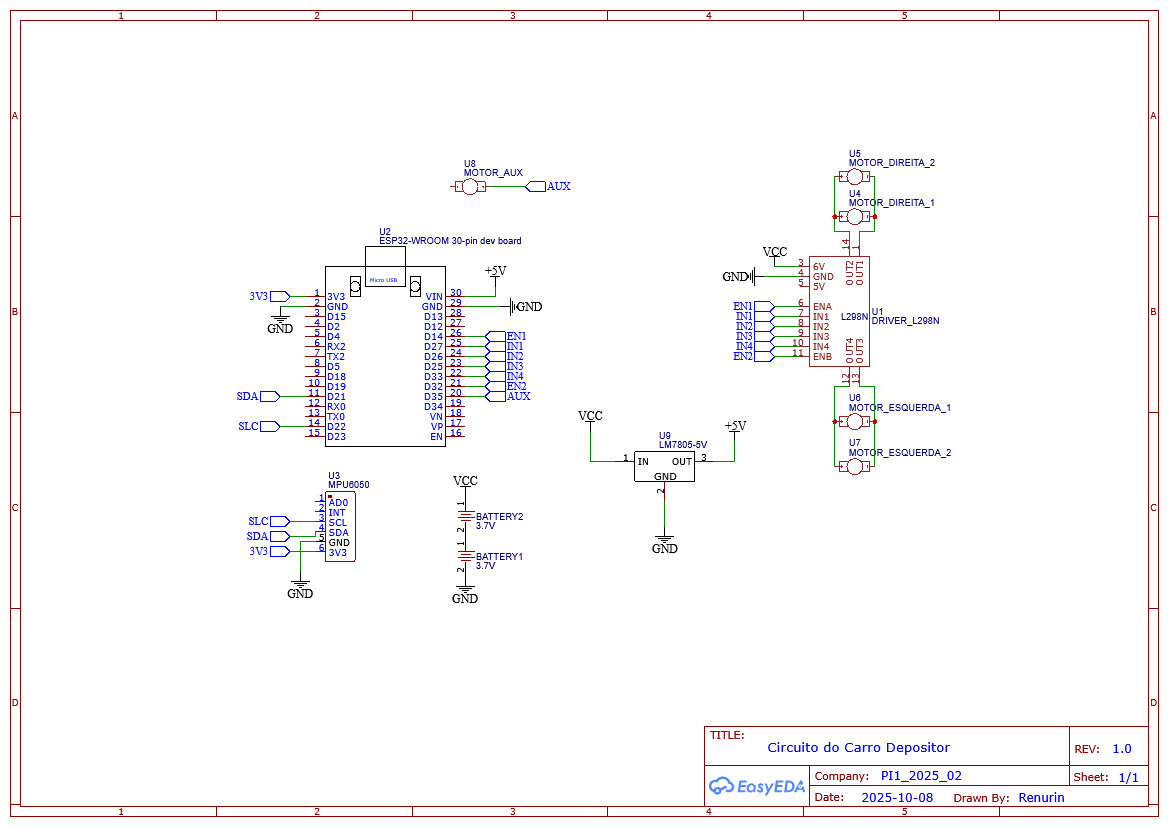 1 2 3 4 5
A A
B B
C C
D D
U8
MOTOR_AUX
AUX
U2
ESP32-WROOM 30-pin dev board
Micro USB
+5V
3V3 1 3V3 VIN 30
2 GND GND 29 GND
GND
3 D15 D13 28
4 D2 D12 27
5 D4 D14 26 EN1
6 RX2 D27 25 IN1
7 TX2 D26 24 IN2
8 D5 D25 23 IN3
9 D18 D33 22 IN4
10 D19 D32 21 EN2
SDA 11 D21 D35 20 AUX
12 RX0 D34 19
13 TX0 VN 18
SLC 14 D22 VP 17
15 D23 EN 16
U5
MOTOR_DIREITA_2
U4
MOTOR_DIREITA_1
14 1
VCC
3 6V OUT2 OUT1
GND 4 GND
5 5V
EN1 6 ENA
IN1 7 IN1 L298N U1
IN2 8 IN2 DRIVER_L298N
IN3 9 IN3
IN4 10 IN4 OUT4 OUT3
EN2 11 ENB
12 13
U6
MOTOR_ESQUERDA_1
U7
MOTOR_ESQUERDA_2
VCC +5V
U9
LM7805-5V
1 IN OUT 3
GND
2
GND
U3
MPU6050
1 AD0
2 INT
SLC 3 SCL
SDA 4 SDA
5 GND
3V3 6 3V3
GND
VCC
1
BATTERY2
3.7V
2
1
BATTERY1
3.7V
2
GND
TITLE:
Circuito do Carro Depositor
REV: 1.0
EasyEDA
Company: PI1_2025_02
Sheet: 1/1
Date: 2025-10-08 Drawn By: Renurin
1 2 3 4 5